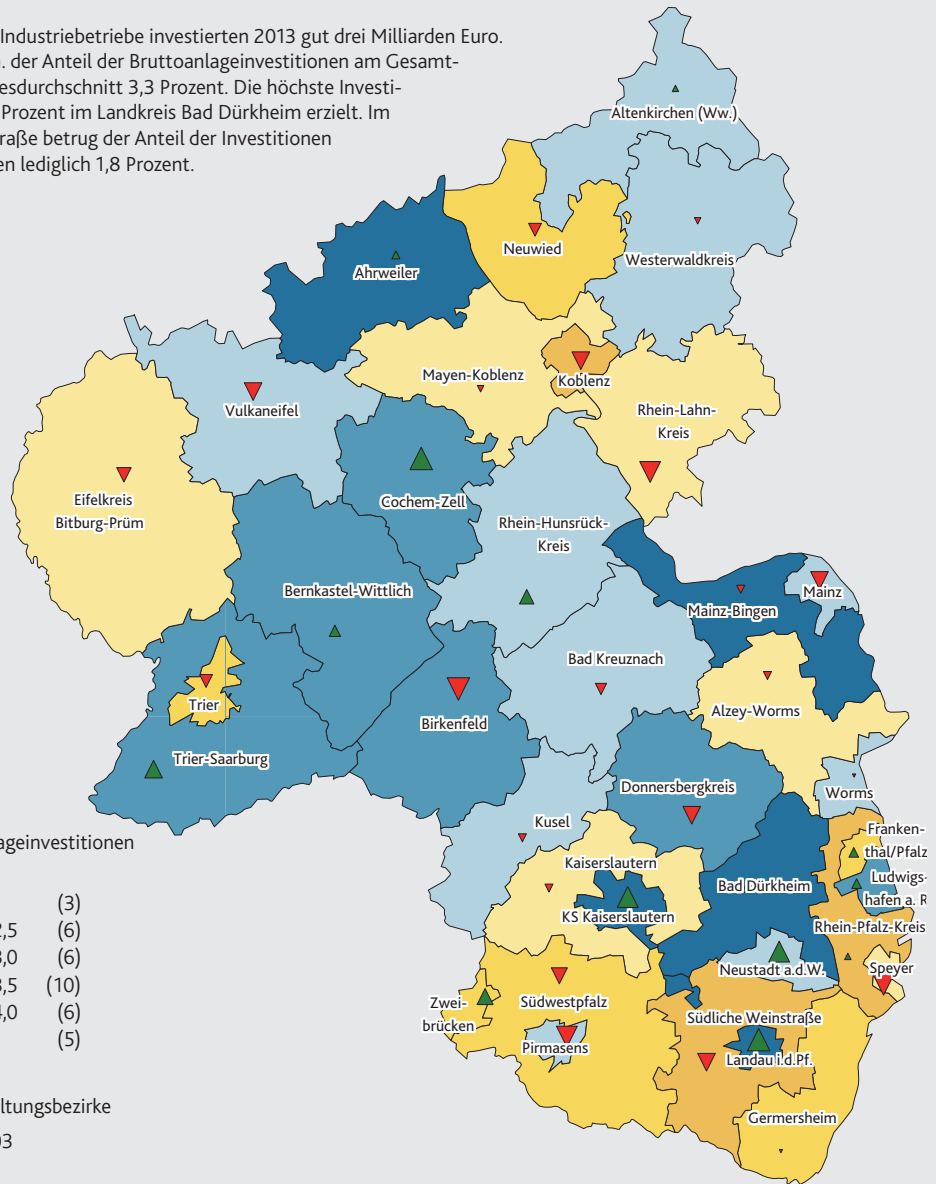 Industriebetriebe investierten 2013 gut drei Milliarden Euro.
. der Anteil der Bruttoanlageinvestitionen am Gesamt-
esdurchschnitt 3,3 Prozent. Die höchste Investi-
Prozent im Landkreis Bad Dürkheim erzielt. Im
raße betrug der Anteil der Investitionen
en lediglich 1,8 Prozent.
Altenkirchen (Ww.)
Neuwied
Westerwaldkreis
Ahrweiler
Mayen-Koblenz
Koblenz
Vulkaneifel
Rhein-Lahn-
Kreis
Eifelkreis
Bitburg-Prüm
Cochem-Zell
Rhein-Hunsrück-
Kreis
Bernkastel-Wittlich
Mainz-Bingen
Mainz
Bad Kreuznach
Trier
Birkenfeld
Alzey-Worms
Trier-Saarburg
Donnersbergkreis
Worms
Kusel
Franken-
thal/Pfalz
Kaiserslautern
Ludwigs-
hafen a. R
Bad Dürkheim
KS Kaiserslautern
Rhein-Pfalz-Kreis
Neustadt a.d.W.
Speyer
Zwei-
brücken
Südwestpfalz
Südliche Weinstraße
Pirmasens
Landau i.d.Pf.
Germersheim
ageinvestitionen
(3)
2,5 (6)
3,0 (6)
3,5 (10)
4,0 (6)
(5)
ltungsbezirke
03